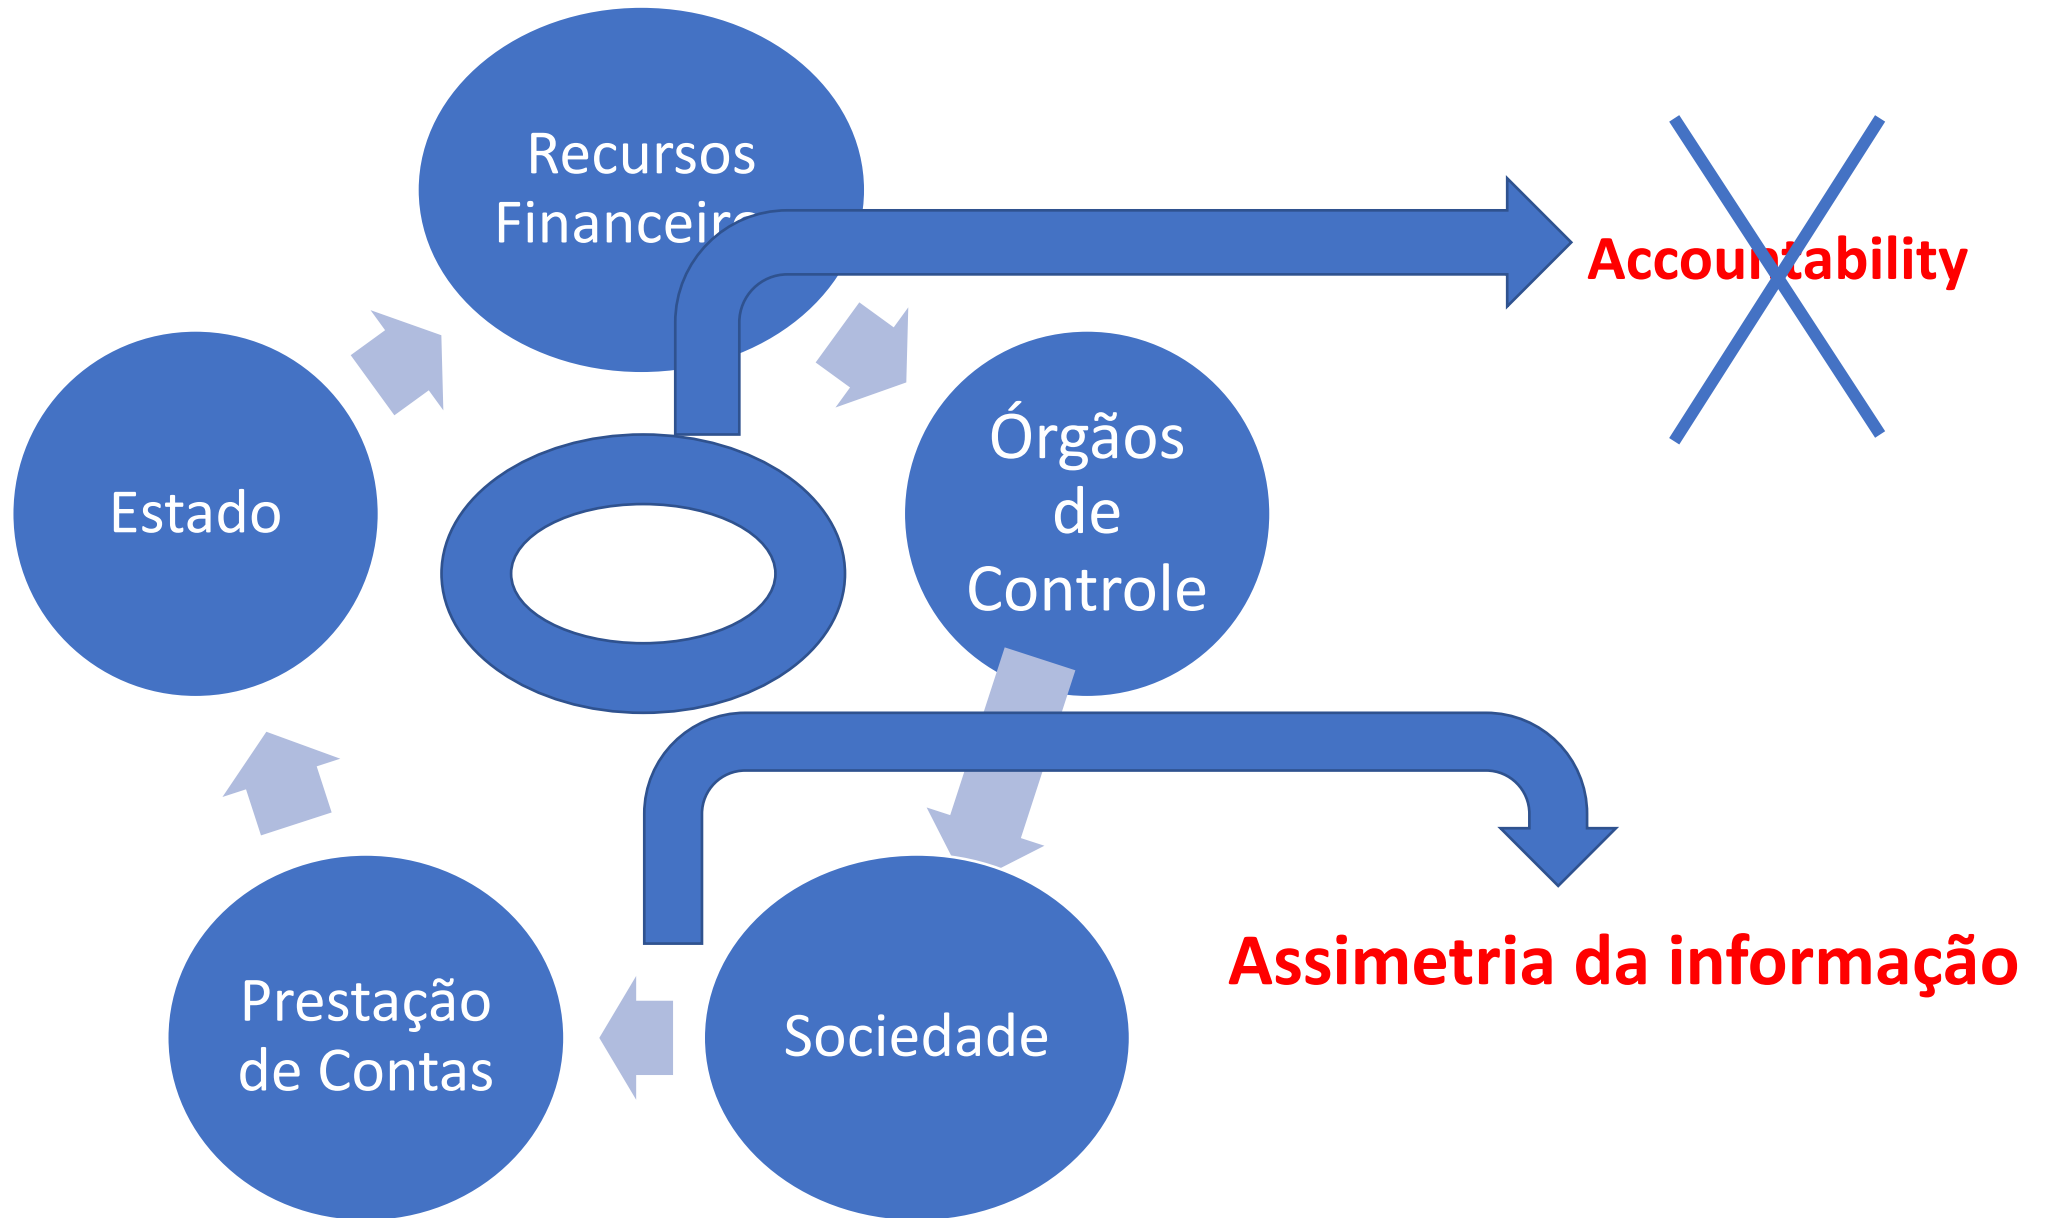 Recursos
Financeiro
Accountability
Órgãos
de
Controle
Estado
Assimetria da informação
Prestação
de Contas
Sociedade